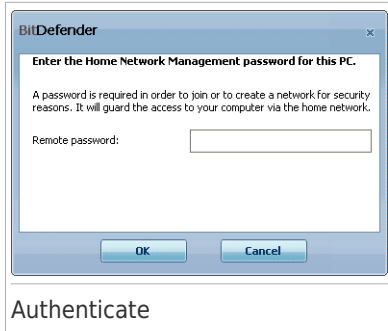 BitDefender
Enter the Home Network Management password for this PC.
A password is required in order to join or to create a network for security
reasons. It will guard the access to your computer via the home network.
Remote password:
OK Cancel
Authenticate